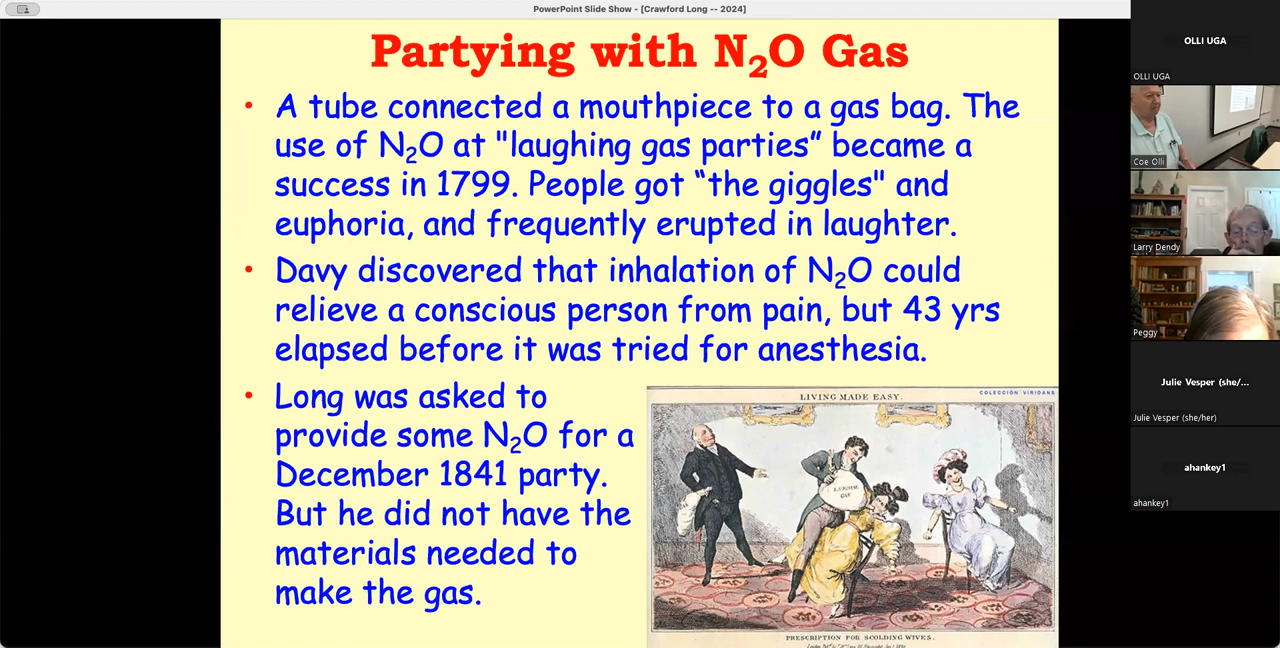 PowerPoint Slide Show - [Crawford Long -- 2024]
Partying with N₂O Gas
• A tube connected a mouthpiece to a gas bag. The
use of N₂O at "laughing gas parties” became a
success in 1799. People got “the giggles" and
euphoria, and frequently erupted in laughter.
• Davy discovered that inhalation of N₂O could
relieve a conscious person from pain, but 43 yrs
elapsed before it was tried for anesthesia.
• Long was asked to
provide some N₂O for a
December 1841 party.
But he did not have the
materials needed to
make the gas.
LIVING MADE EASY.
COLECCIÓN VIRIDANS
GAS
PRESCRIPTION FOR SCOLDING WIVES.
OLLI UGA
OLLI UGA
Coe Olli
Larry Dendy
Peggy
Julie Vesper (she/...
Julie Vesper (she/her)
ahankey1
ahankey1